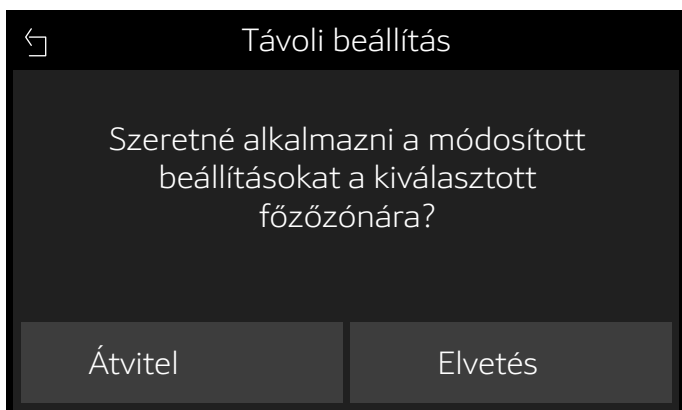 Távoli beállítás
Szeretné alkalmazni a módosított
beállításokat a kiválasztott
főzőzónára?
Átvitel
Elvetés